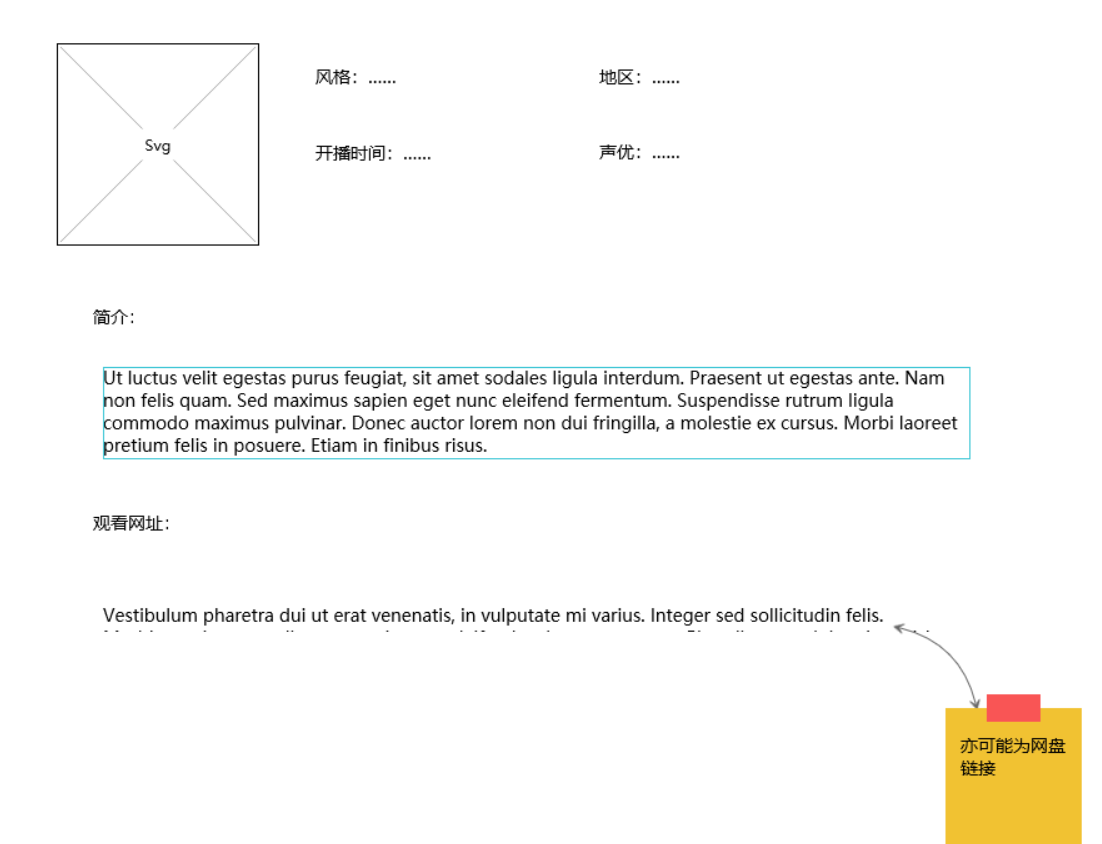 Svg
风格：......
地区：......
开播时间：......
声优：......
简介：
Ut luctus velit egestas purus feugiat, sit amet sodales ligula interdum. Praesent ut egestas ante. Nam
non felis quam. Sed maximus sapien eget nunc eleifend fermentum. Suspendisse rutrum ligula
commodo maximus pulvinar. Donec auctor lorem non dui fringilla, a molestie ex cursus. Morbi laoreet
pretium felis in posuere. Etiam in finibus risus.
观看网址：
Vestibulum pharetra dui ut erat venenatis, in vulputate mi varius. Integer sed sollicitudin felis.
亦可能为网盘
链接